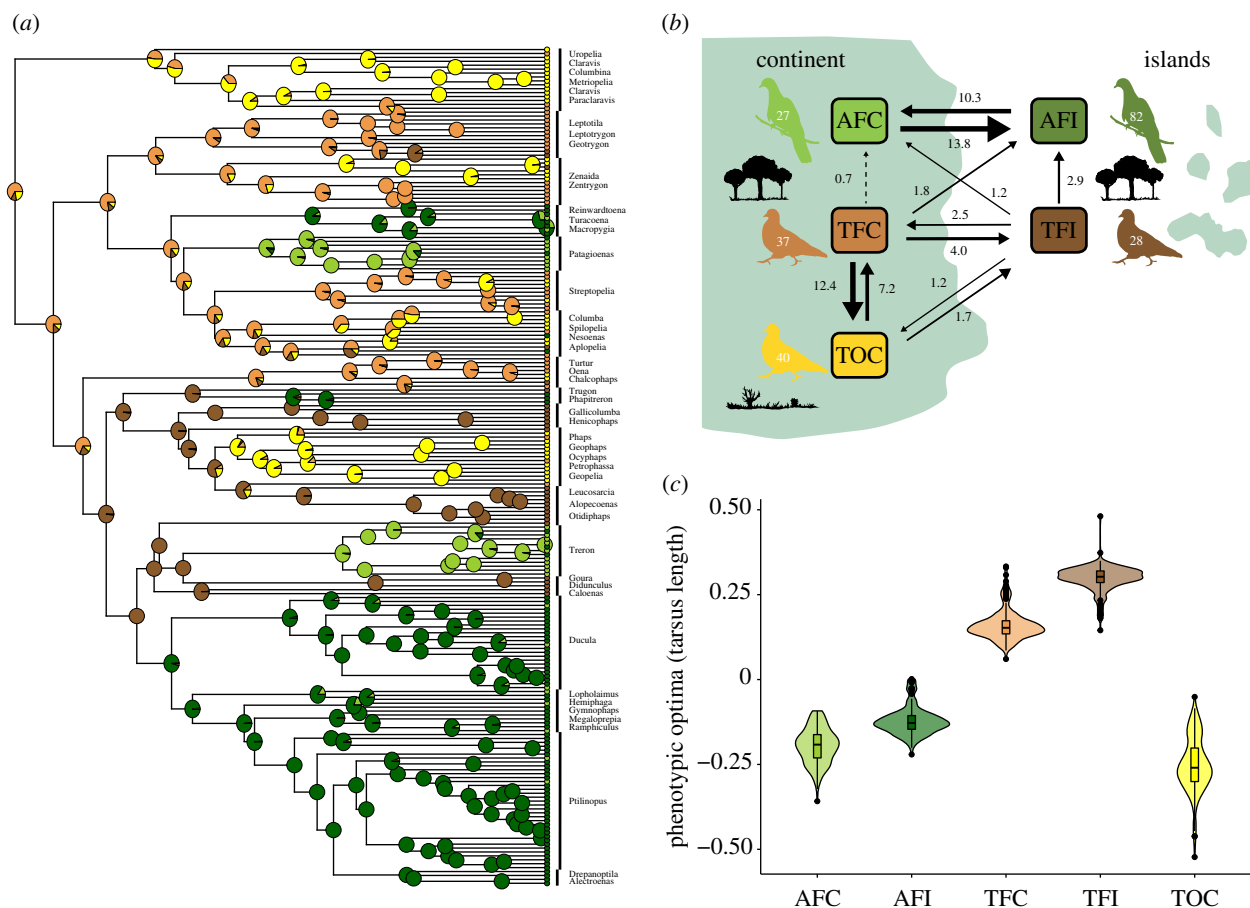 (a)
Uropelia
Claravis
Columbina
Metriopelia
Claravis
Paraclaravis
Leptotila
Leptotrygon
Geotrygon
Zenaida
Zentrygon
Reinwardtoena
Turacoena
Macropygia
Patagioenas
Streptopelia
Columba
Spilopelia
Nesoenas
Aplopelia
Turtur
Oena
Chalcophaps
Trugon
Phapitreron
Gallicolumba
Henicophaps
Phaps
Geophaps
Ocyphaps
Petrophassa
Geopelia
Leucosarcia
Alopecoenas
Otidiphaps
Treron
Goura
Didunculus
Caloenas
Ducula
Lopholaimus
Hemiphaga
Gymnophaps
Megaloprepia
Ramphiculus
Ptilinopus
Drepanoptila
Alectroenas
(b)
continent
islands
27
AFC
10.3
13.8
AFI
82
0.7
1.8
1.2
2.9
37
TFC
2.5
4.0
TFI
28
12.4
7.2
1.2
1.7
40
TOC
(c)
phenotypic optima (tarsus length)
0.50
0.25
0
−0.25
−0.50
AFC AFI TFC TFI TOC